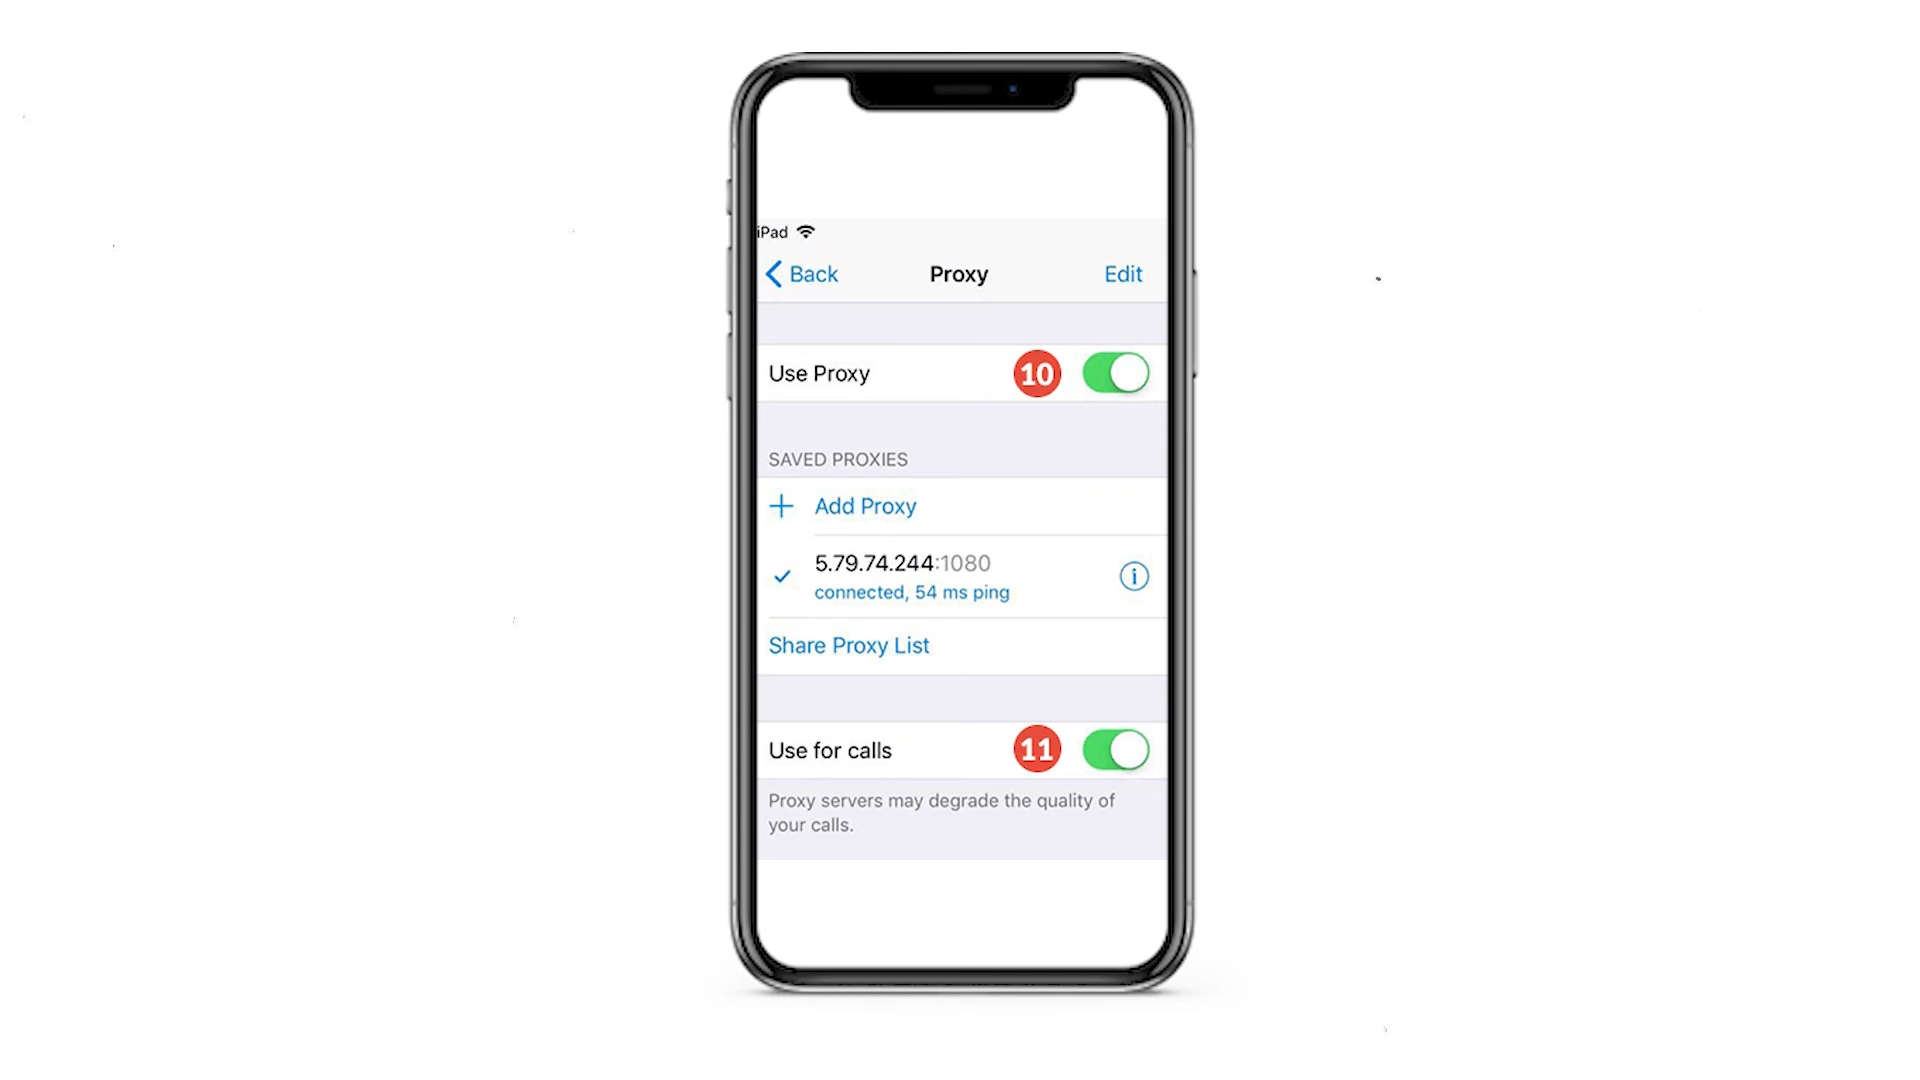 iPad
Back Proxy Edit
Use Proxy 10
SAVED PROXIES
Add Proxy
5.79.74.244:1080
connected, 54 ms ping
Share Proxy List
Use for calls 11
Proxy servers may degrade the quality of
your calls.